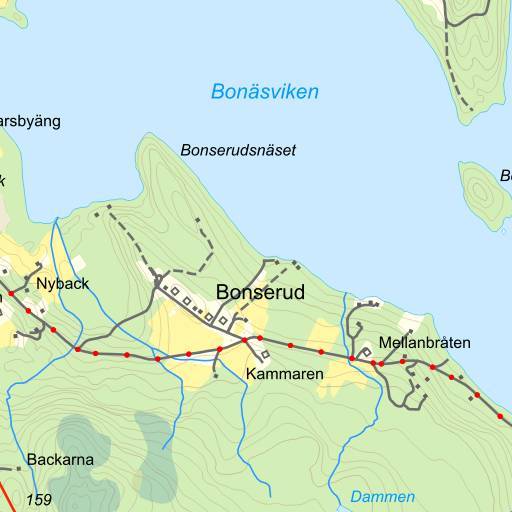 Bonäsviken
arsbyäng
Bonserudsnäset
Nyback
Bonserud
Mellanbråten
Kammaren
Backarna
159
Dammen